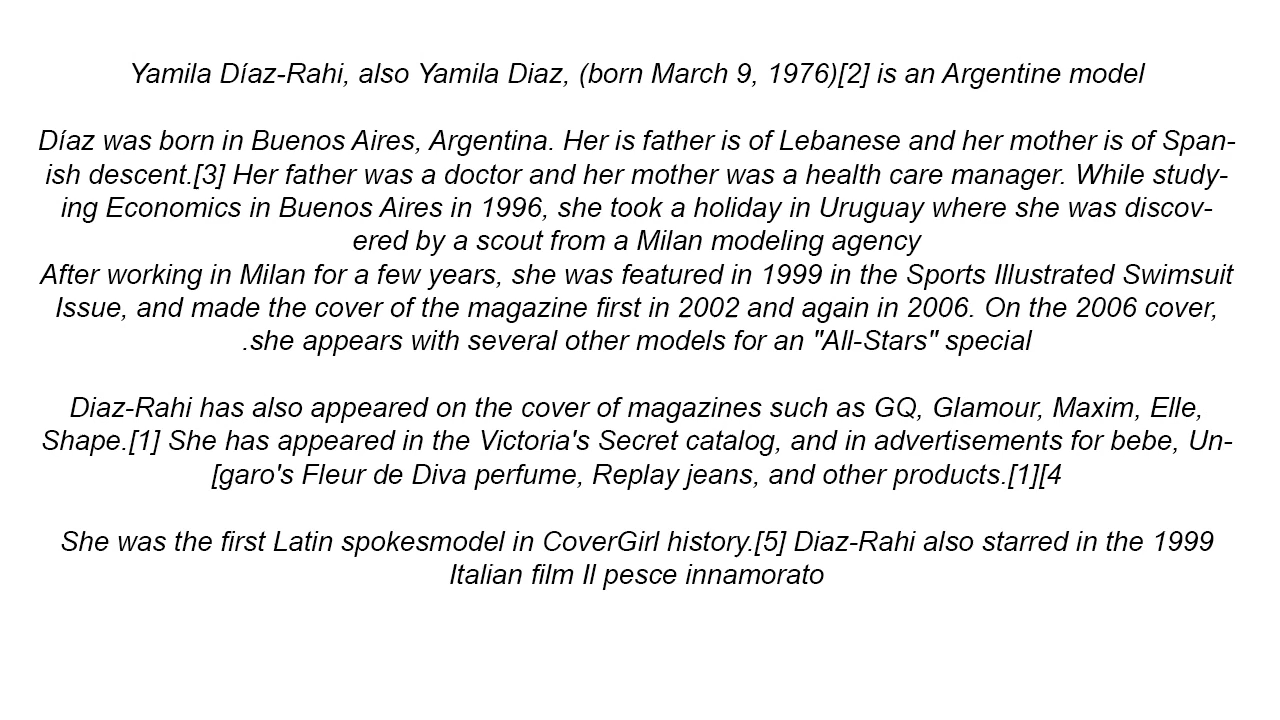 Yamila Díaz-Rahi, also Yamila Diaz, (born March 9, 1976)[2] is an Argentine model
Díaz was born in Buenos Aires, Argentina. Her is father is of Lebanese and her mother is of Span-
ish descent.[3] Her father was a doctor and her mother was a health care manager. While study-
ing Economics in Buenos Aires in 1996, she took a holiday in Uruguay where she was discov-
ered by a scout from a Milan modeling agency
After working in Milan for a few years, she was featured in 1999 in the Sports Illustrated Swimsuit
Issue, and made the cover of the magazine first in 2002 and again in 2006. On the 2006 cover,
.she appears with several other models for an "All-Stars" special
Diaz-Rahi has also appeared on the cover of magazines such as GQ, Glamour, Maxim, Elle,
Shape.[1] She has appeared in the Victoria's Secret catalog, and in advertisements for bebe, Un-
[garo's Fleur de Diva perfume, Replay jeans, and other products.[1][4
She was the first Latin spokesmodel in CoverGirl history.[5] Diaz-Rahi also starred in the 1999
Italian film Il pesce innamorato